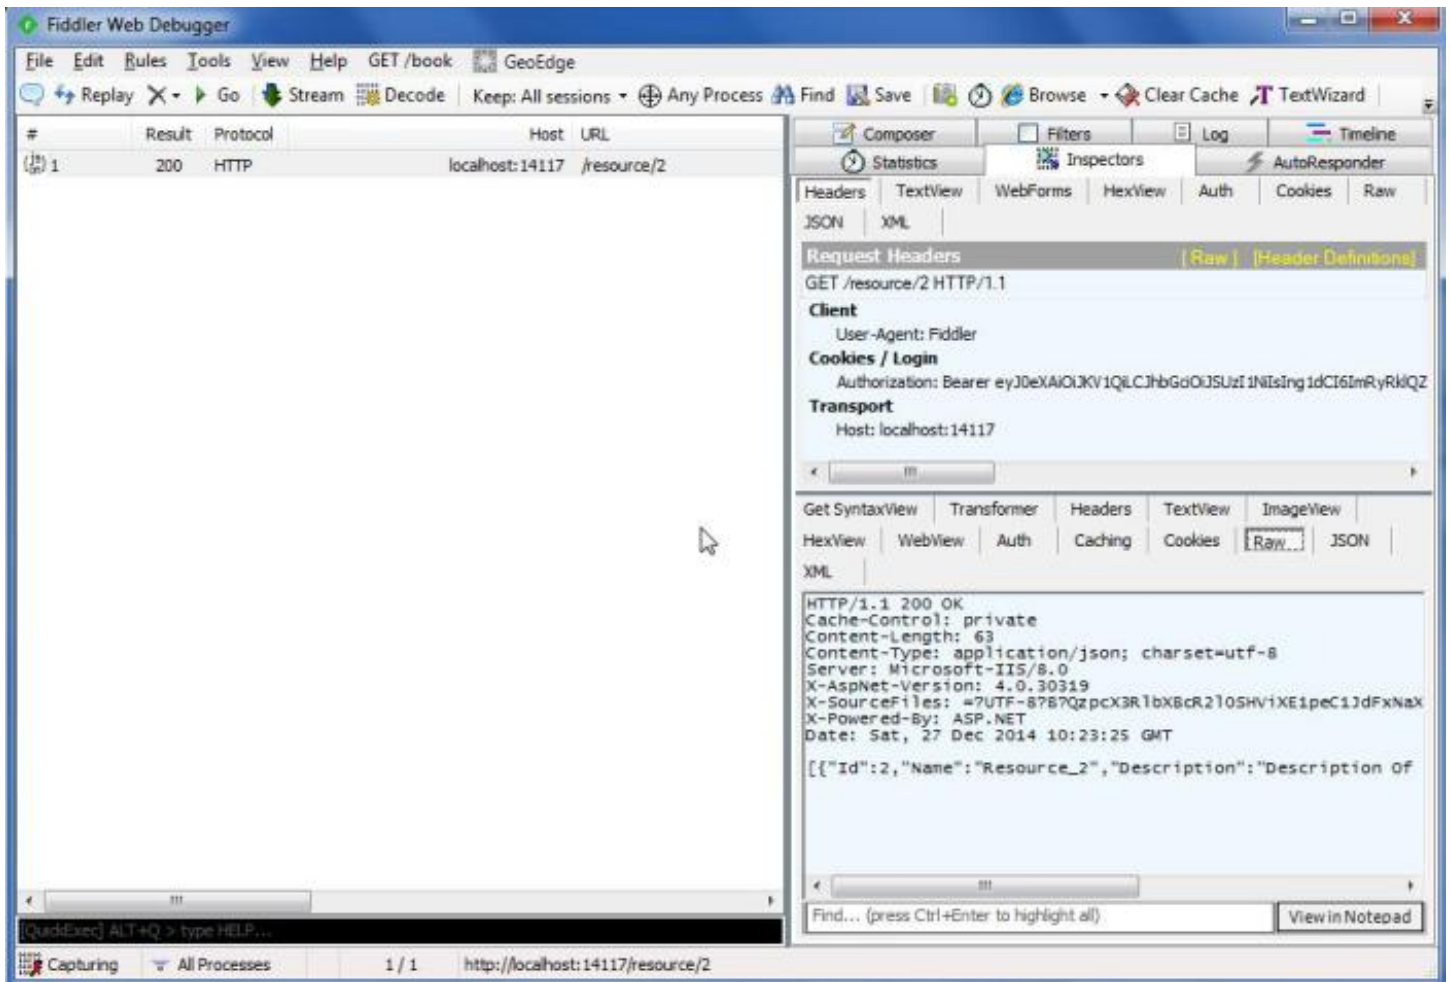 Fiddler Web Debugger
File Edit Rules Tools View Help GET /book GeoEdge
Replay Go Stream Decode Keep: All sessions Any Process Find Save Browse Clear Cache TextWizard
# Result Protocol Host URL
1 200 HTTP localhost:14117 /resource/2
Composer Filters Log Timeline
Statistics Inspectors AutoResponder
Headers TextView WebForms HexView Auth Cookies Raw
JSON XML
Request Headers [ Raw ] [Header Definitions]
GET /resource/2 HTTP/1.1
Client
User-Agent: Fiddler
Cookies / Login
Authorization: Bearer
Transport
Host: localhost:14117
Get SyntaxView Transformer Headers TextView ImageView
HexView WebView Auth Caching Cookies Raw JSON
XML
HTTP/1.1 200 OK
Cache-Control: private
Content-Length: 63
Content-Type: application/json; charset=utf-8
Server: Microsoft-IIS/8.0
X-AspNet-Version: 4.0.30319
X-SourceFiles:
X-Powered-By: ASP.NET
Date: Sat, 27 Dec 2014 10:23:25 GMT
[{"Id":2,"Name":"Resource_2","Description":"Description Of
Find... (press Ctrl+Enter to highlight all) View in Notepad
[QuickExec] ALT+Q > type HELP...
Capturing All Processes 1 / 1 http://localhost:14117/resource/2